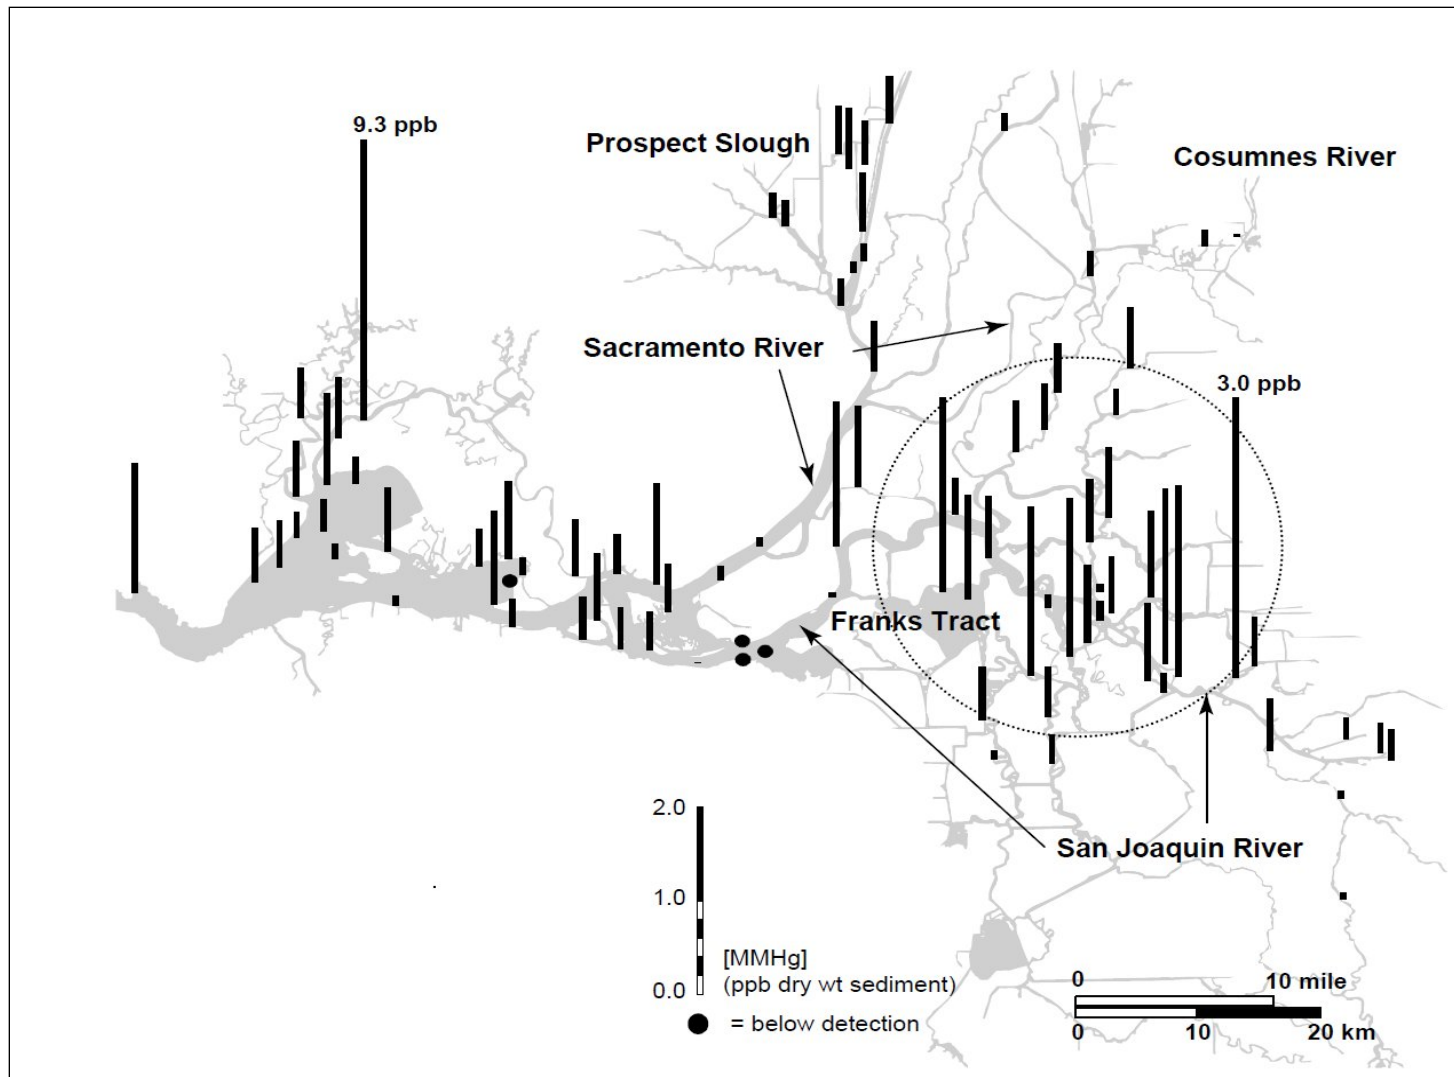 9.3 ppb
Prospect Slough
Cosumnes River
Sacramento River
3.0 ppb
Franks Tract
San Joaquin River
2.0
1.0
0.0
[MMHg]
(ppb dry wt sediment)
= below detection
0 10 mile
0 10 20 km